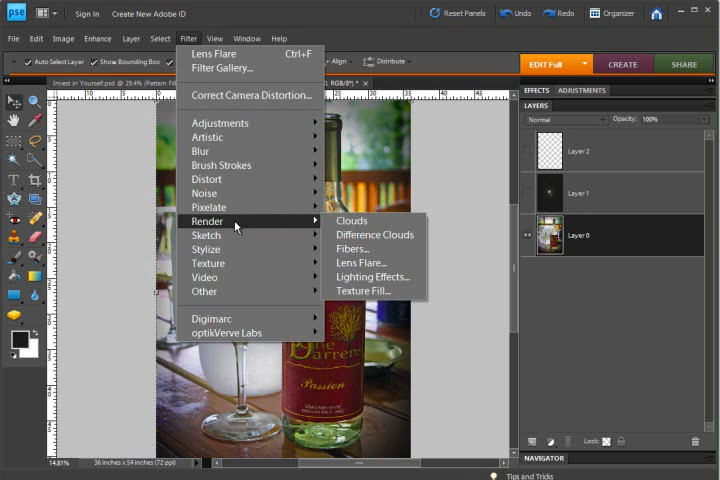 pse
Sign In
Create New Adobe ID
Reset Panels
Undo
Redo
Organizer
File Edit Image Enhance Layer Select Filter View Window Help
Auto Select Layer
Show Bounding Box
Align
Distribute
EDIT Full
CREATE
SHARE
Invest in Yourself.psd @ 29.4% (Pattern Fil
RGB/8*) * ×
EFFECTS
ADJUSTMENTS
LAYERS
Normal
Opacity: 100%
Layer 2
Layer 1
Layer 0
Lens Flare Ctrl+F
Filter Gallery...
Correct Camera Distortion...
Adjustments
Artistic
Blur
Brush Strokes
Distort
Noise
Pixelate
Render
Sketch
Stylize
Texture
Video
Other
Digimarc
optikVerve Labs
Clouds
Difference Clouds
Fibers...
Lens Flare...
Lighting Effects...
Texture Fill...
Darrens
Passion
Lock:
14.81%
36 inches x 54 inches (72 ppi)
NAVIGATOR
Tips and Tricks